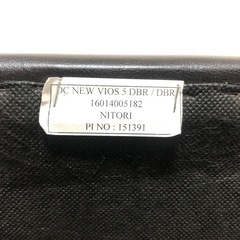 DC NEW VIOS 5 DBR / DBR
16014005182
NITORI
PI NO : 151391